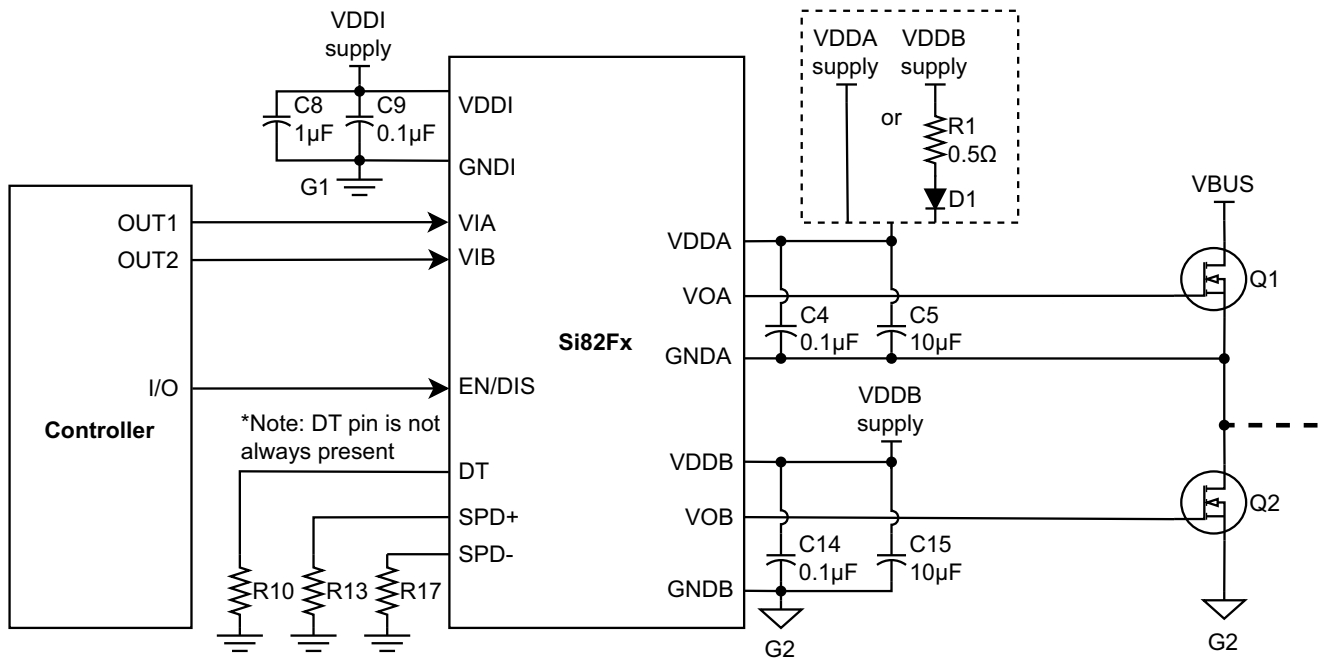 VDDI
supply
C8
1µF
C9
0.1µF
G1
VDDI
GNDI
VDDA
supply
or
VDDB
supply
R1
0.5Ω
D1
VBUS
OUT1
OUT2
I/O
Controller
VIA
VIB
EN/DIS
*Note: DT pin is not
always present
DT
SPD+
SPD-
R10
R13
R17
Si82Fx
VDDA
VOA
GNDA
C4
0.1µF
C5
10µF
Q1
VDDB
supply
VDDB
VOB
GNDB
C14
0.1µF
C15
10µF
G2
Q2
G2